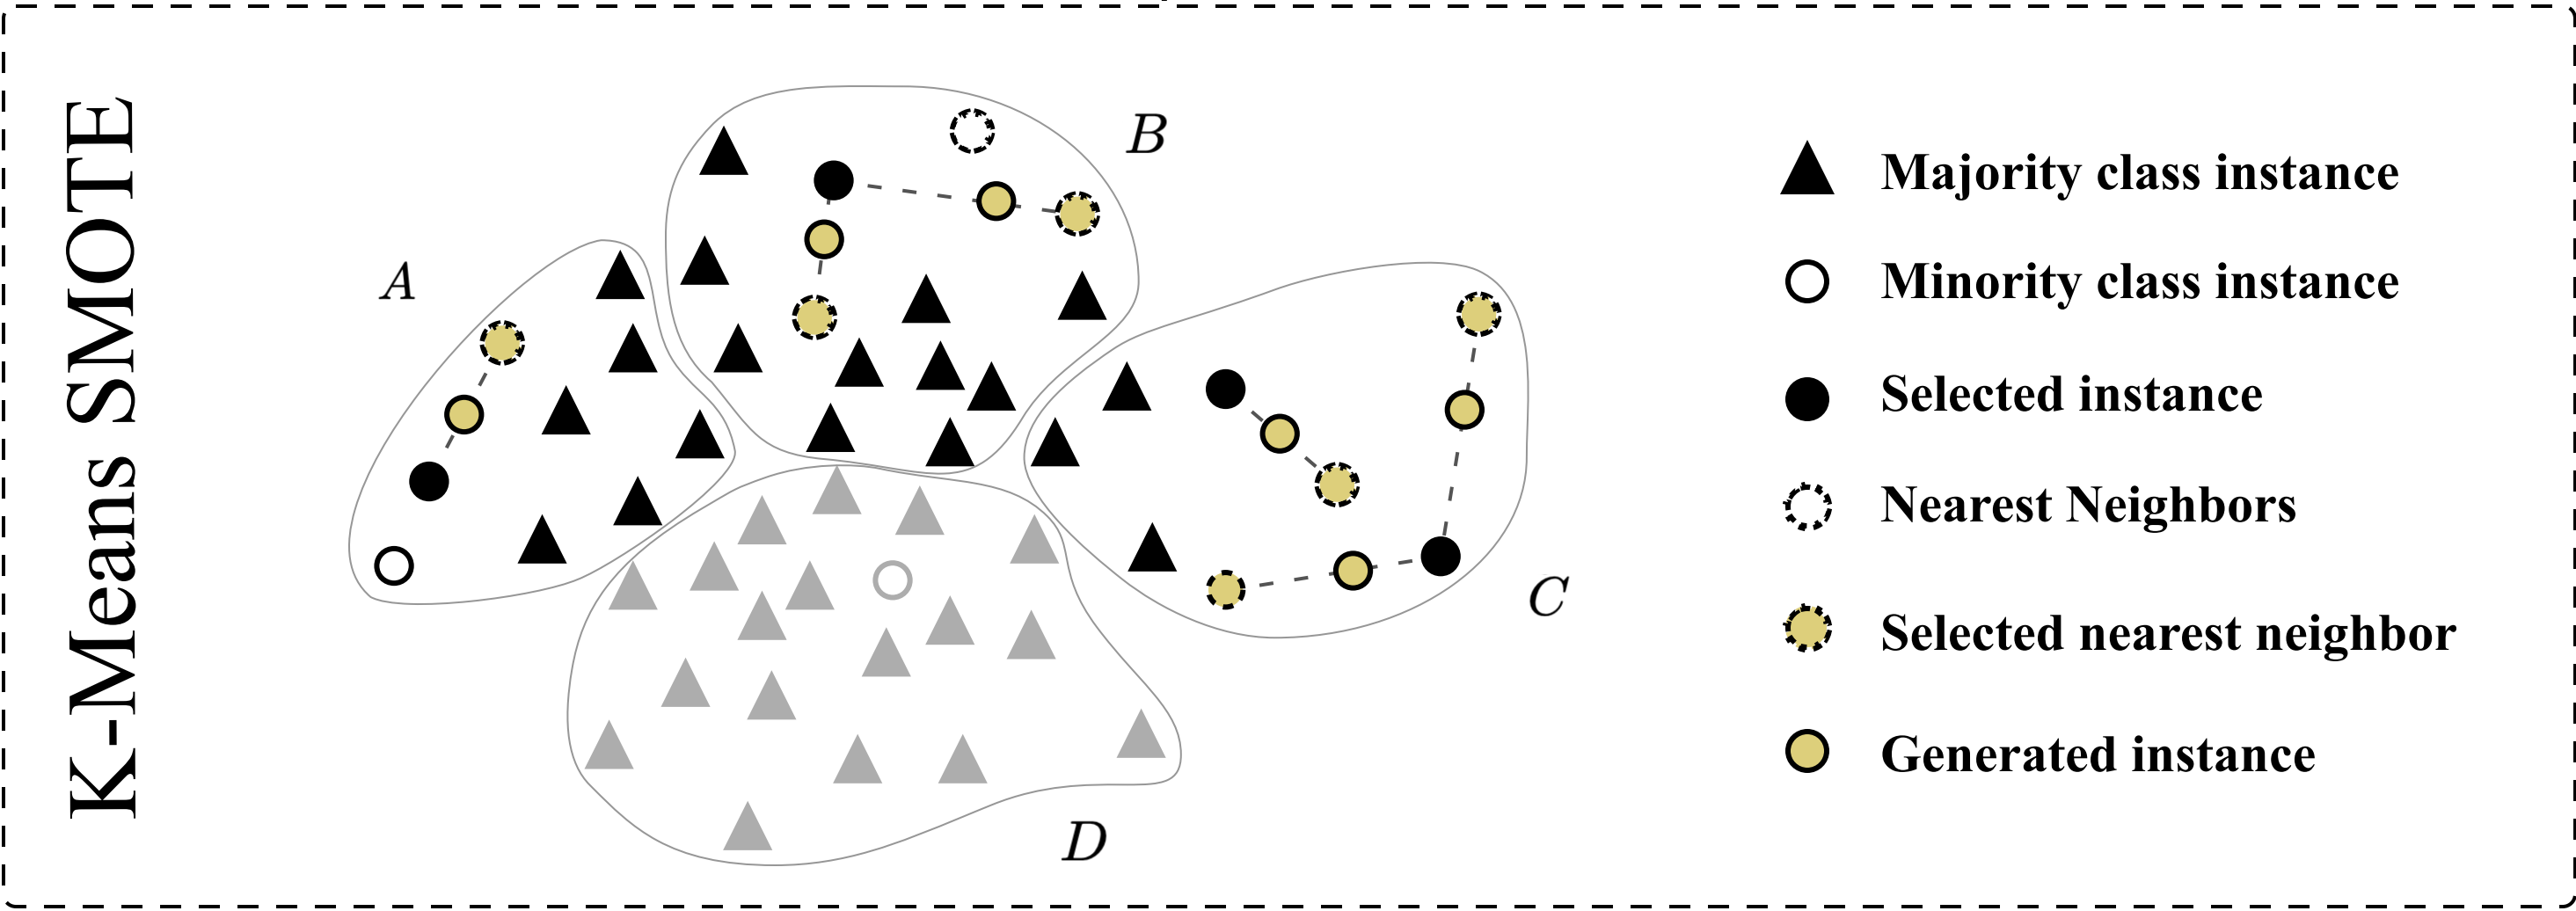 K-Means SMOTE
A
B
C
D
Majority class instance
Minority class instance
Selected instance
Nearest Neighbors
Selected nearest neighbor
Generated instance